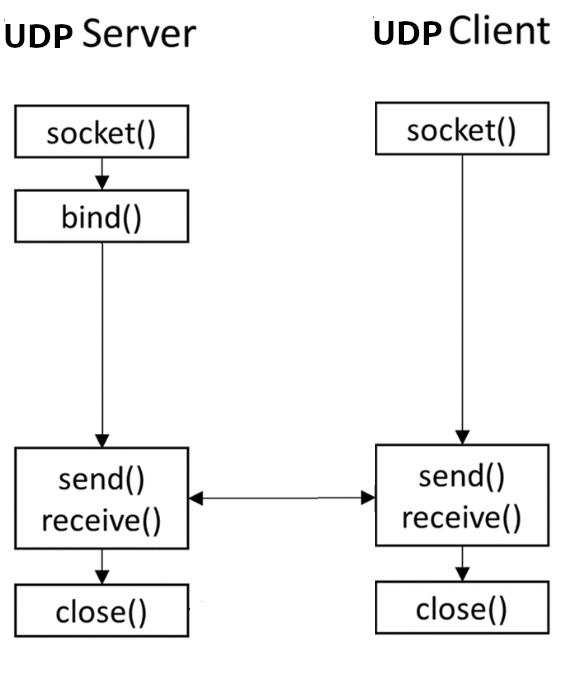 UDP Server
socket()
bind()
send()
receive()
close()
UDP Client
socket()
send()
receive()
close()